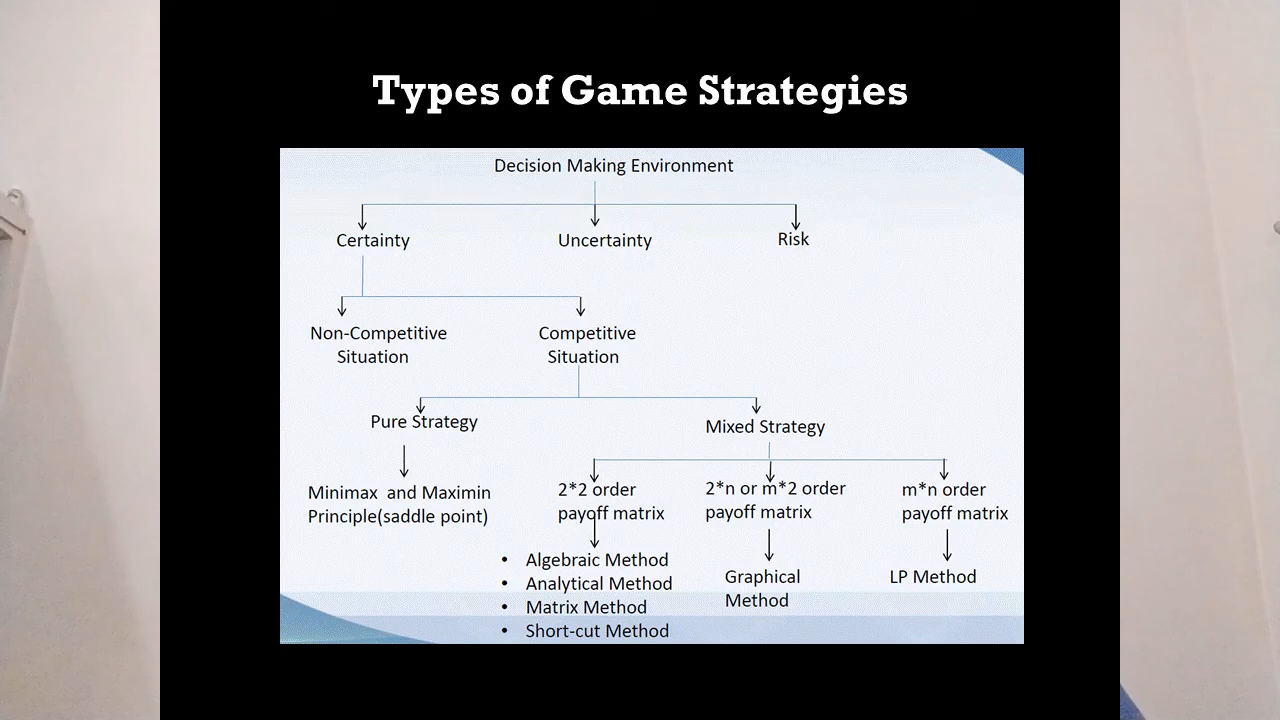 Types of Game Strategies
Decision Making Environment
Certainty
Uncertainty
Risk
Non-Competitive
Situation
Competitive
Situation
Pure Strategy
Mixed Strategy
Minimax and Maximin
Principle(saddle point)
2*2 order
payoff matrix
2*n or m*2 order
payoff matrix
m*n order
payoff matrix
• Algebraic Method
• Analytical Method
• Matrix Method
• Short-cut Method
Graphical
Method
LP Method